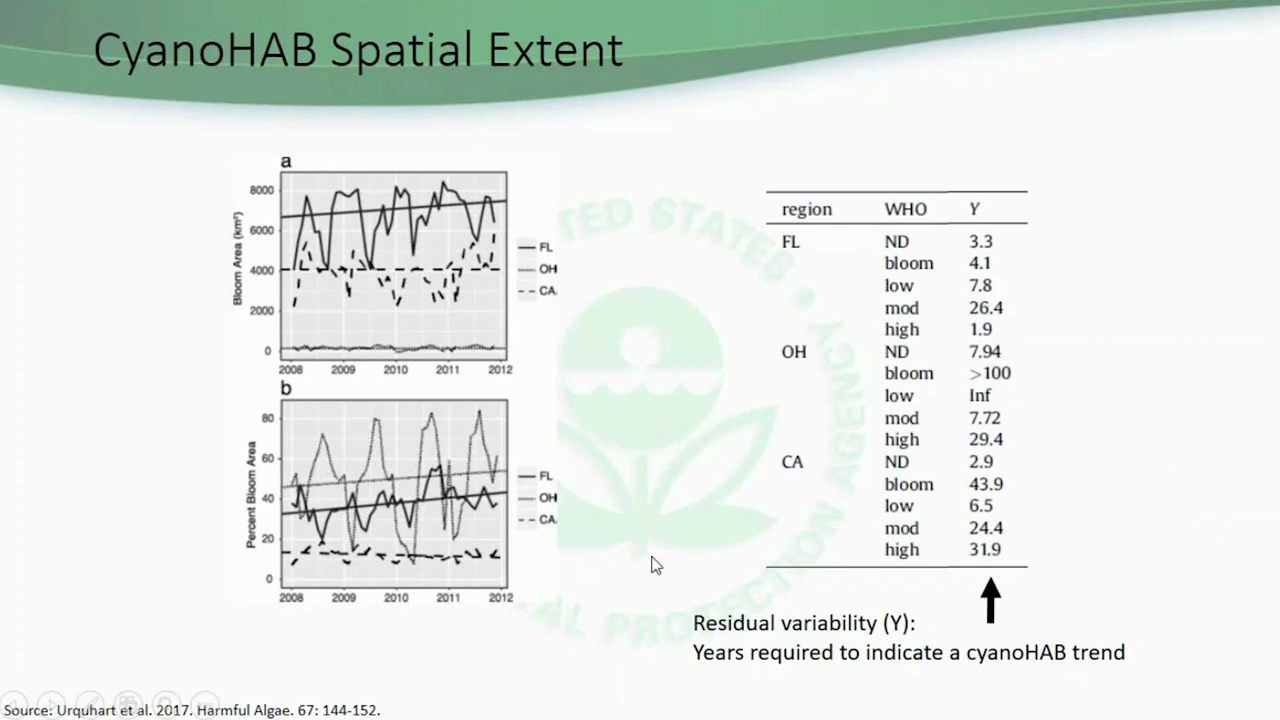 CyanoHAB Spatial Extent
a
8000
6000
4000
2000
0
Bloom Area (km²)
2008 2009 2010 2011 2012
FL
OH
CA
b
80
60
40
20
0
Percent Bloom Area
2008 2009 2010 2011 2012
FL
OH
CA
region WHO Y
FL ND 3.3
bloom 4.1
low 7.8
mod 26.4
high 1.9
OH ND 7.94
bloom >100
low Inf
mod 7.72
high 29.4
CA ND 2.9
bloom 43.9
low 6.5
mod 24.4
high 31.9
Residual variability (Y):
Years required to indicate a cyanoHAB trend
Source: Urquhart et al. 2017. Harmful Algae. 67: 144-152.
TED STATES
AL PROTECTION AGENCY